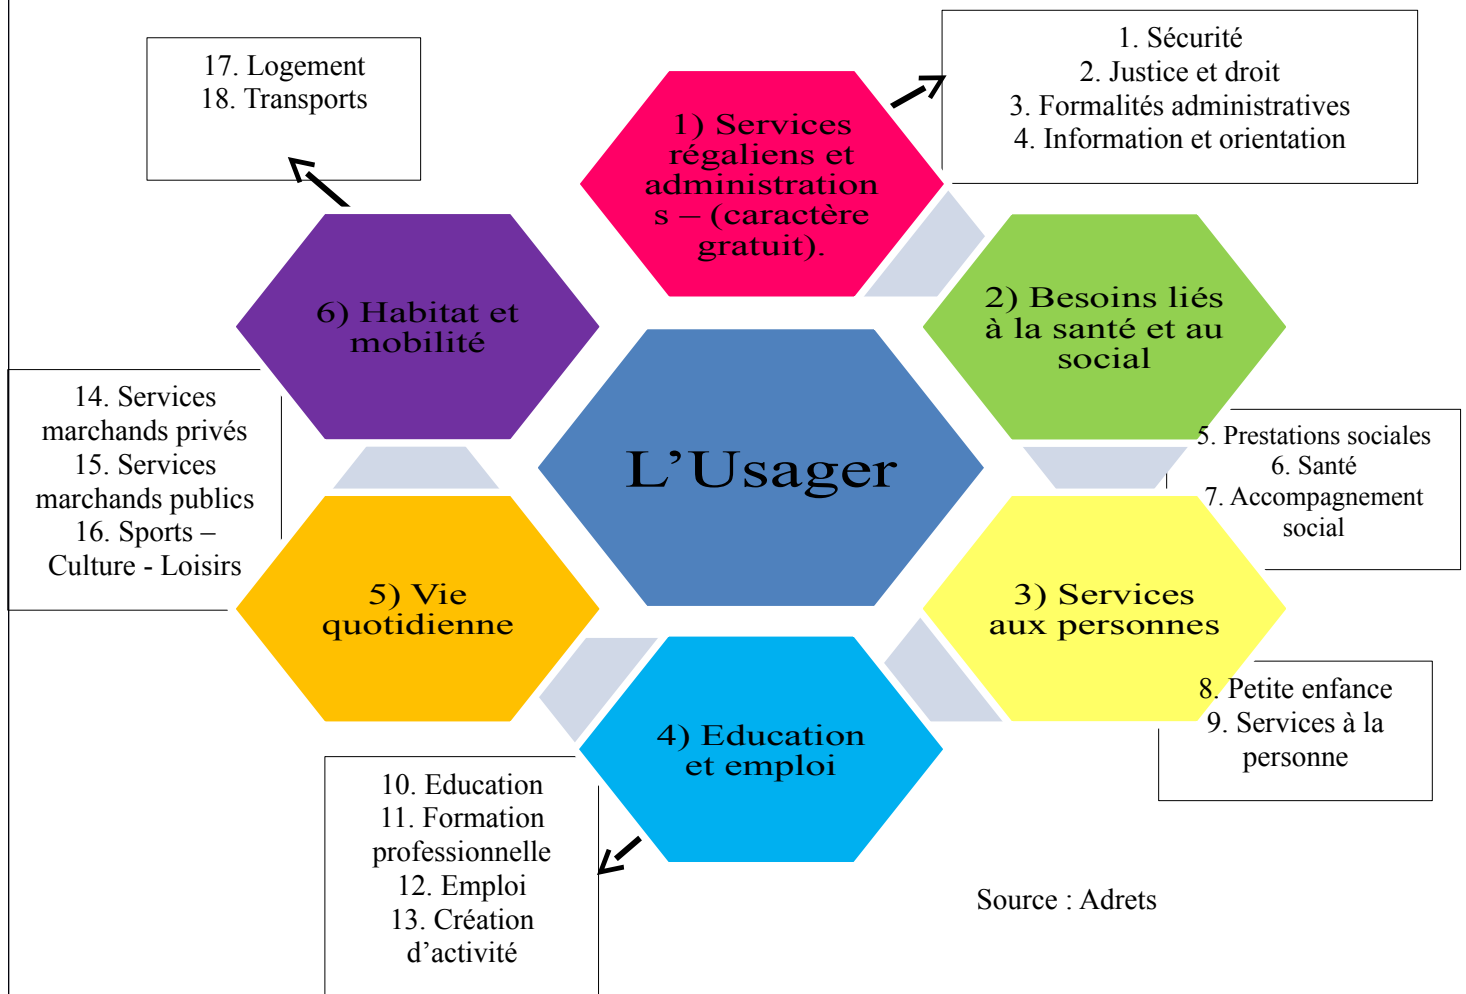 17. Logement
18. Transports
1. Sécurité
2. Justice et droit
3. Formalités administratives
4. Information et orientation
1) Services
régaliens et
administration
s – (caractère
gratuit).
2) Besoins liés
à la santé et au
social
6) Habitat et
mobilité
14. Services
marchands privés
15. Services
marchands publics
16. Sports –
Culture - Loisirs
L’Usager
5. Prestations sociales
6. Santé
7. Accompagnement
social
5) Vie
quotidienne
3) Services
aux personnes
8. Petite enfance
9. Services à la
personne
4) Education
et emploi
10. Education
11. Formation
professionnelle
12. Emploi
13. Création
d’activité
Source : Adrets